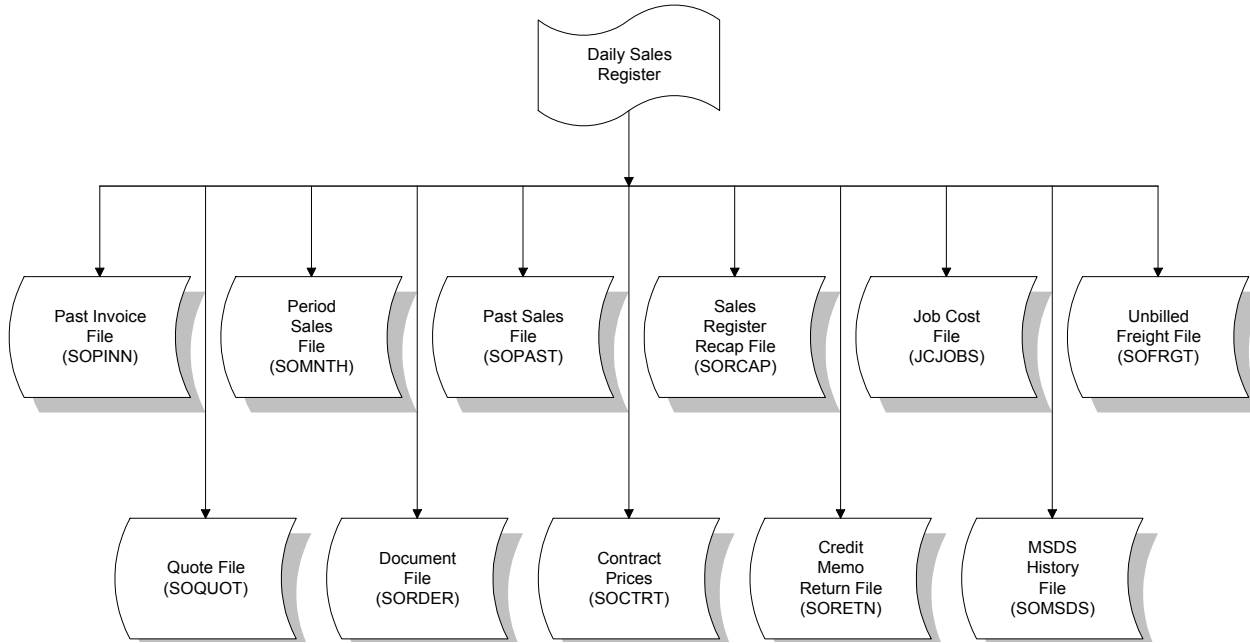 Daily Sales
Register
Past Invoice
File
(SOPINN)
Period
Sales
File
(SOMNTH)
Past Sales
File
(SOPAST)
Sales
Register
Recap File
(SORCAP)
Job Cost
File
(JCJOBS)
Unbilled
Freight File
(SOFRGT)
Quote File
(SOQUOT)
Document
File
(SORDER)
Contract
Prices
(SOCTRT)
Credit
Memo
Return File
(SORETN)
MSDS
History
File
(SOMSDS)